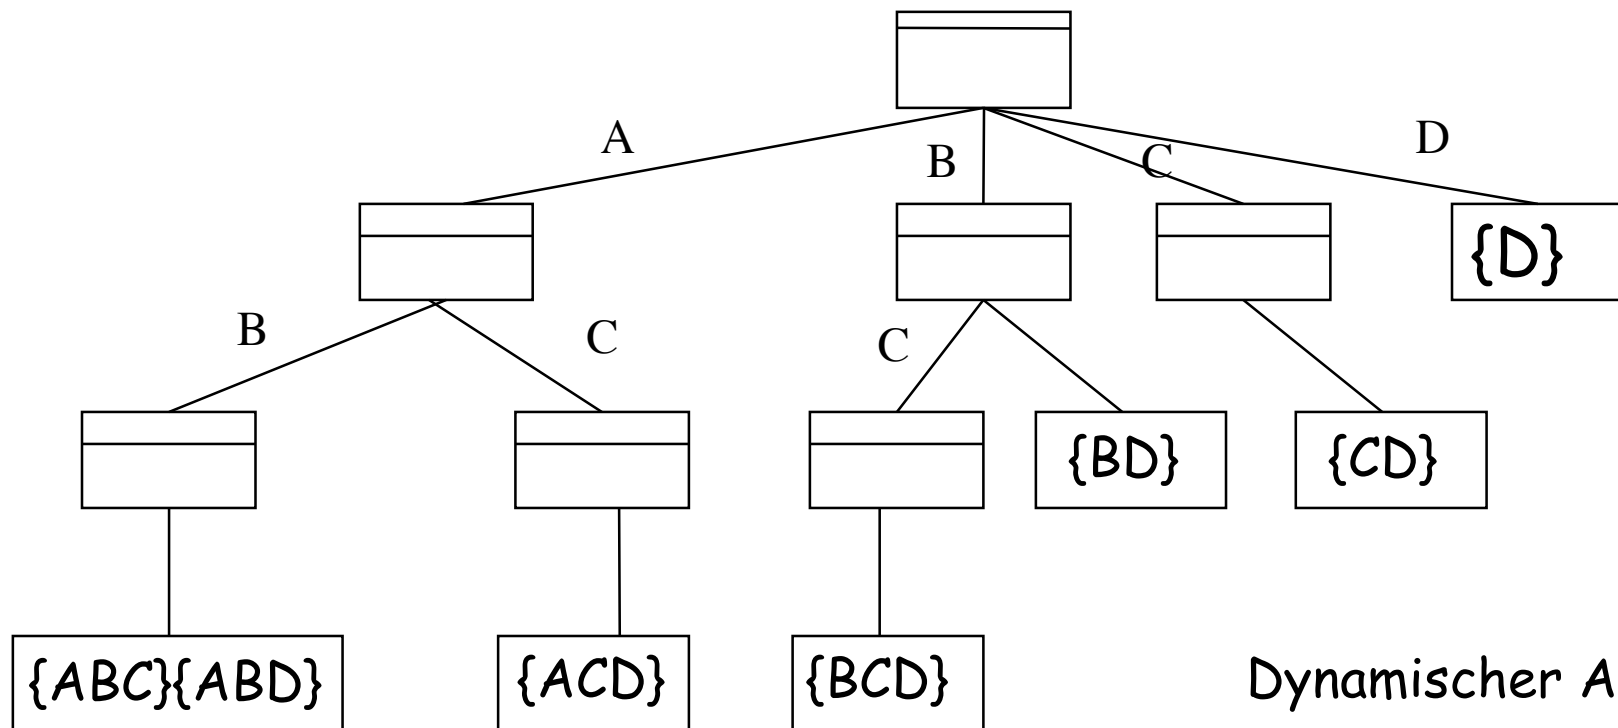 A
B
C
D
{D}
B
C
C
{BD}
{CD}
{ABC}{ABD}
{ACD}
{BCD}
Dynamischer A